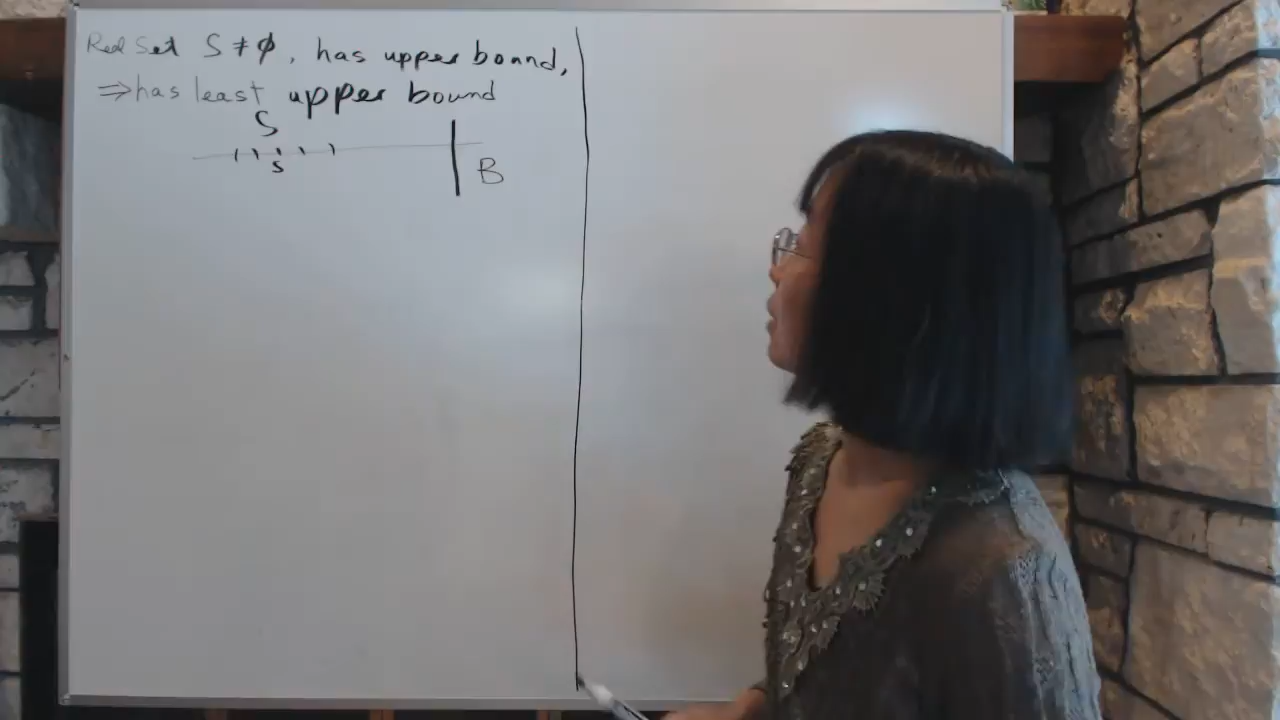 Real Set S ≠ ∅, has upper bound,
⇒ has least upper bound
S
s
B